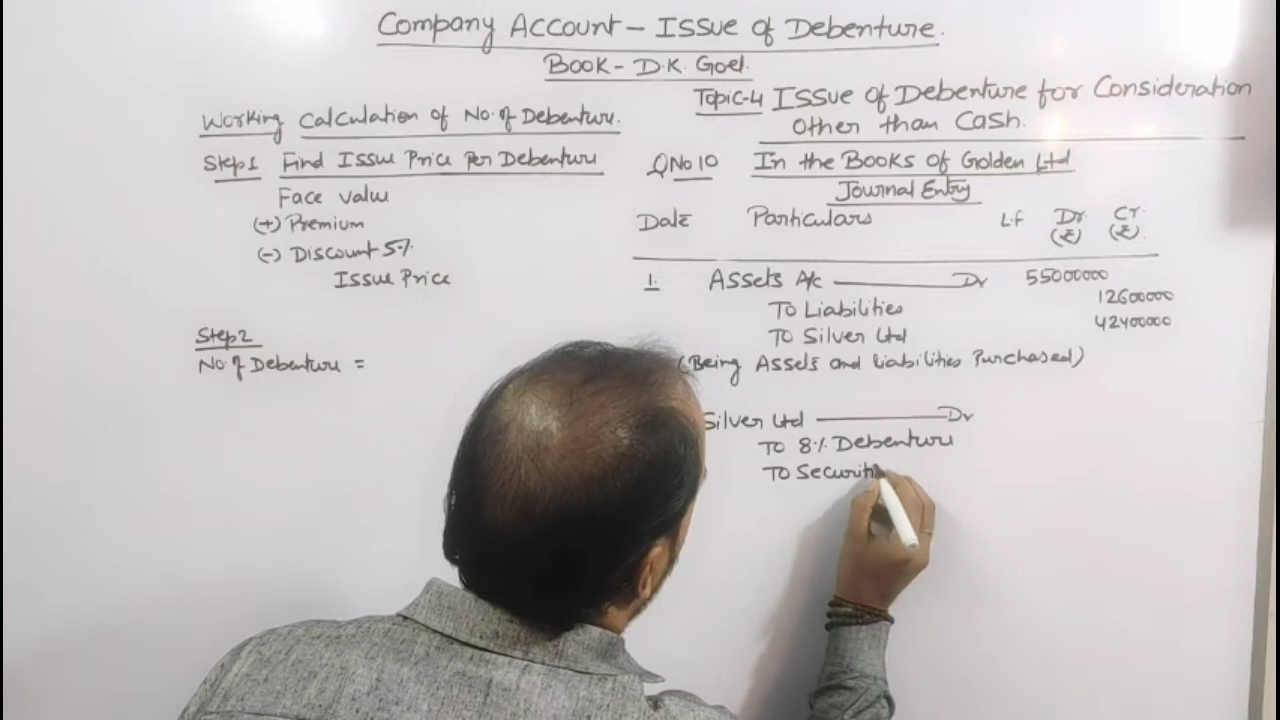 Company Account - Issue of Debenture.
Book - D.K. Goel.
Topic-4 Issue of Debenture for Consideration
Other than Cash.
Working Calculation of No. of Debenture.
Step1 Find Issue Price Per Debenture
Face value
(+) Premium
(-) Discount 5%
Issue Price
Step2
No. of Debenture =
QNo 10 In the Books of Golden Ltd
Journal Entry
Date Particulars L.f Dr (₹) Cr (₹)
1. Assets A/c Dr 55000000
To Liabilities 12600000
To Silver Ltd 42400000
(Being Assets and Liabilities Purchased)
Silver Ltd Dr
To 8% Debenture
To Securiti